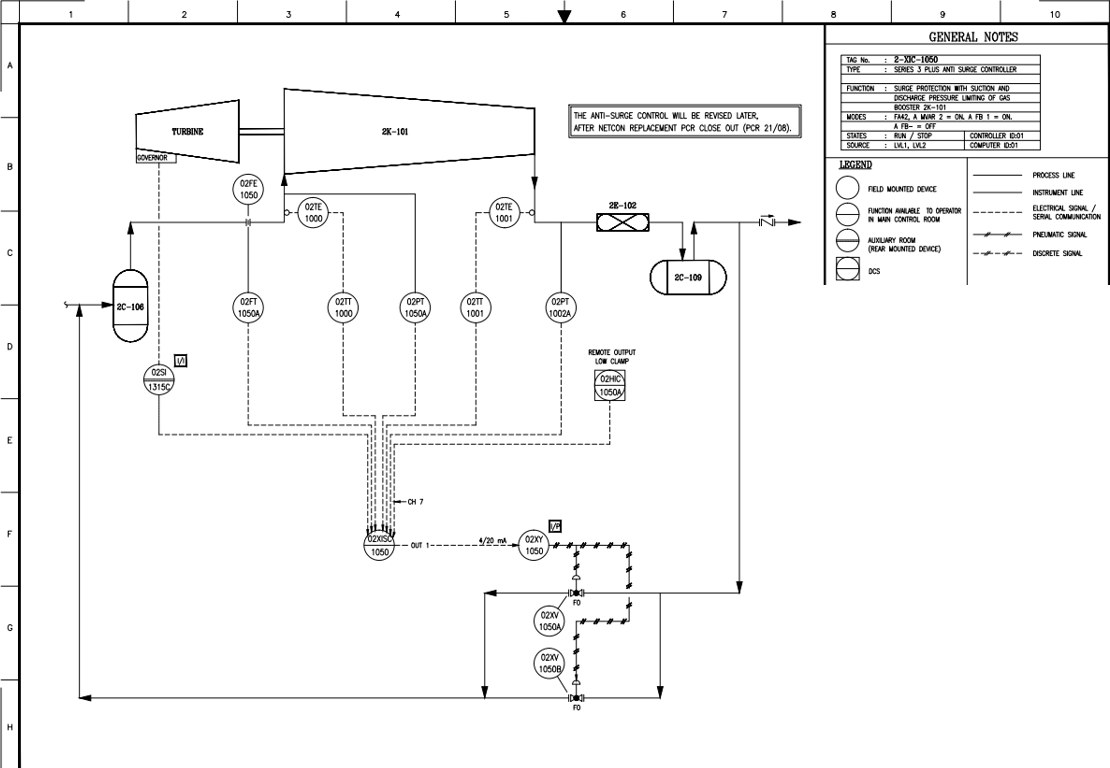 1 2 3 4 5 6 7 8 9 10
A
B
C
D
E
F
G
H
GENERAL NOTES
TAG No. : 2-XIC-1050
TYPE : SERIES 3 PLUS ANTI SURGE CONTROLLER
FUNCTION : SURGE PROTECTION WITH SUCTION AND
DISCHARGE PRESSURE LIMITING OF GAS
BOOSTER 2K-101
MODES : FA42, A MVAR 2 = ON. A FB 1 = ON.
A FB- = OFF
STATES : RUN / STOP CONTROLLER ID:01
SOURCE : LVL1, LVL2 COMPUTER ID:01
LEGEND
FIELD MOUNTED DEVICE
FUNCTION AVAILABLE TO OPERATOR
IN MAIN CONTROL ROOM
AUXILIARY ROOM
(REAR MOUNTED DEVICE)
DCS
PROCESS LINE
INSTRUMENT LINE
ELECTRICAL SIGNAL /
SERIAL COMMUNICATION
PNEUMATIC SIGNAL
DISCRETE SIGNAL
THE ANTI-SURGE CONTROL WILL BE REVISED LATER,
AFTER NETCON REPLACEMENT PCR CLOSE OUT (PCR 21/08).
TURBINE
2K-101
GOVERNOR
02FE
1050
02TE
1000
02TE
1001
2E-102
2C-109
2C-106
02FT
1050A
02TT
1000
02PT
1050A
02TT
1001
02PT
1002A
I/I
02SI
1315C
REMOTE OUTPUT
LOW CLAMP
02HIC
1050A
CH 7
02XISC
1050
OUT 1
4/20 mA
02XY
1050
I/P
FO
02XV
1050A
02XV
1050B
FO